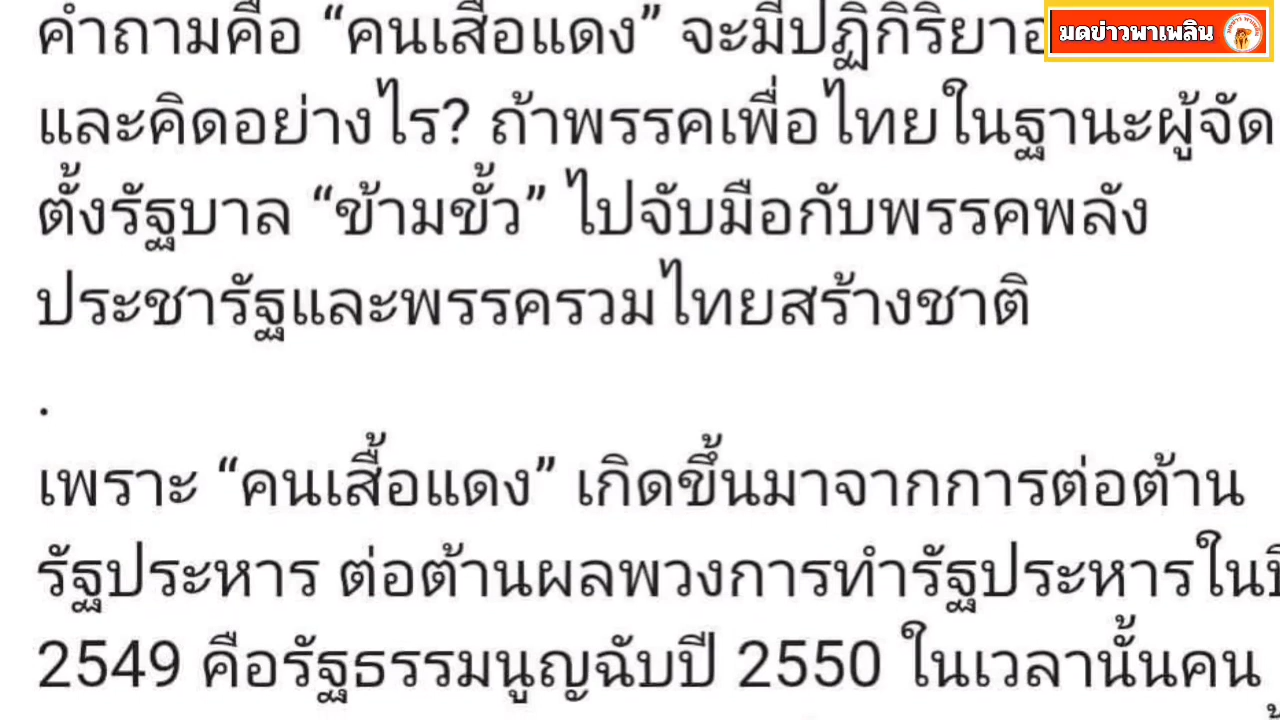 คำถามคือ “คนเสื้อแดง” จะมีปฏิกิริยา
มดข่าวพาเพลิน
และคิดอย่างไร? ถ้าพรรคเพื่อไทยในฐานะผู้จัด
ตั้งรัฐบาล “ข้ามขั้ว” ไปจับมือกับพรรคพลัง
ประชารัฐและพรรครวมไทยสร้างชาติ
.
เพราะ “คนเสื้อแดง” เกิดขึ้นมาจากการต่อต้าน
รัฐประหาร ต่อต้านผลพวงการทำรัฐประหารใน
2549 คือรัฐธรรมนูญฉบับปี 2550 ในเวลานั้นคน